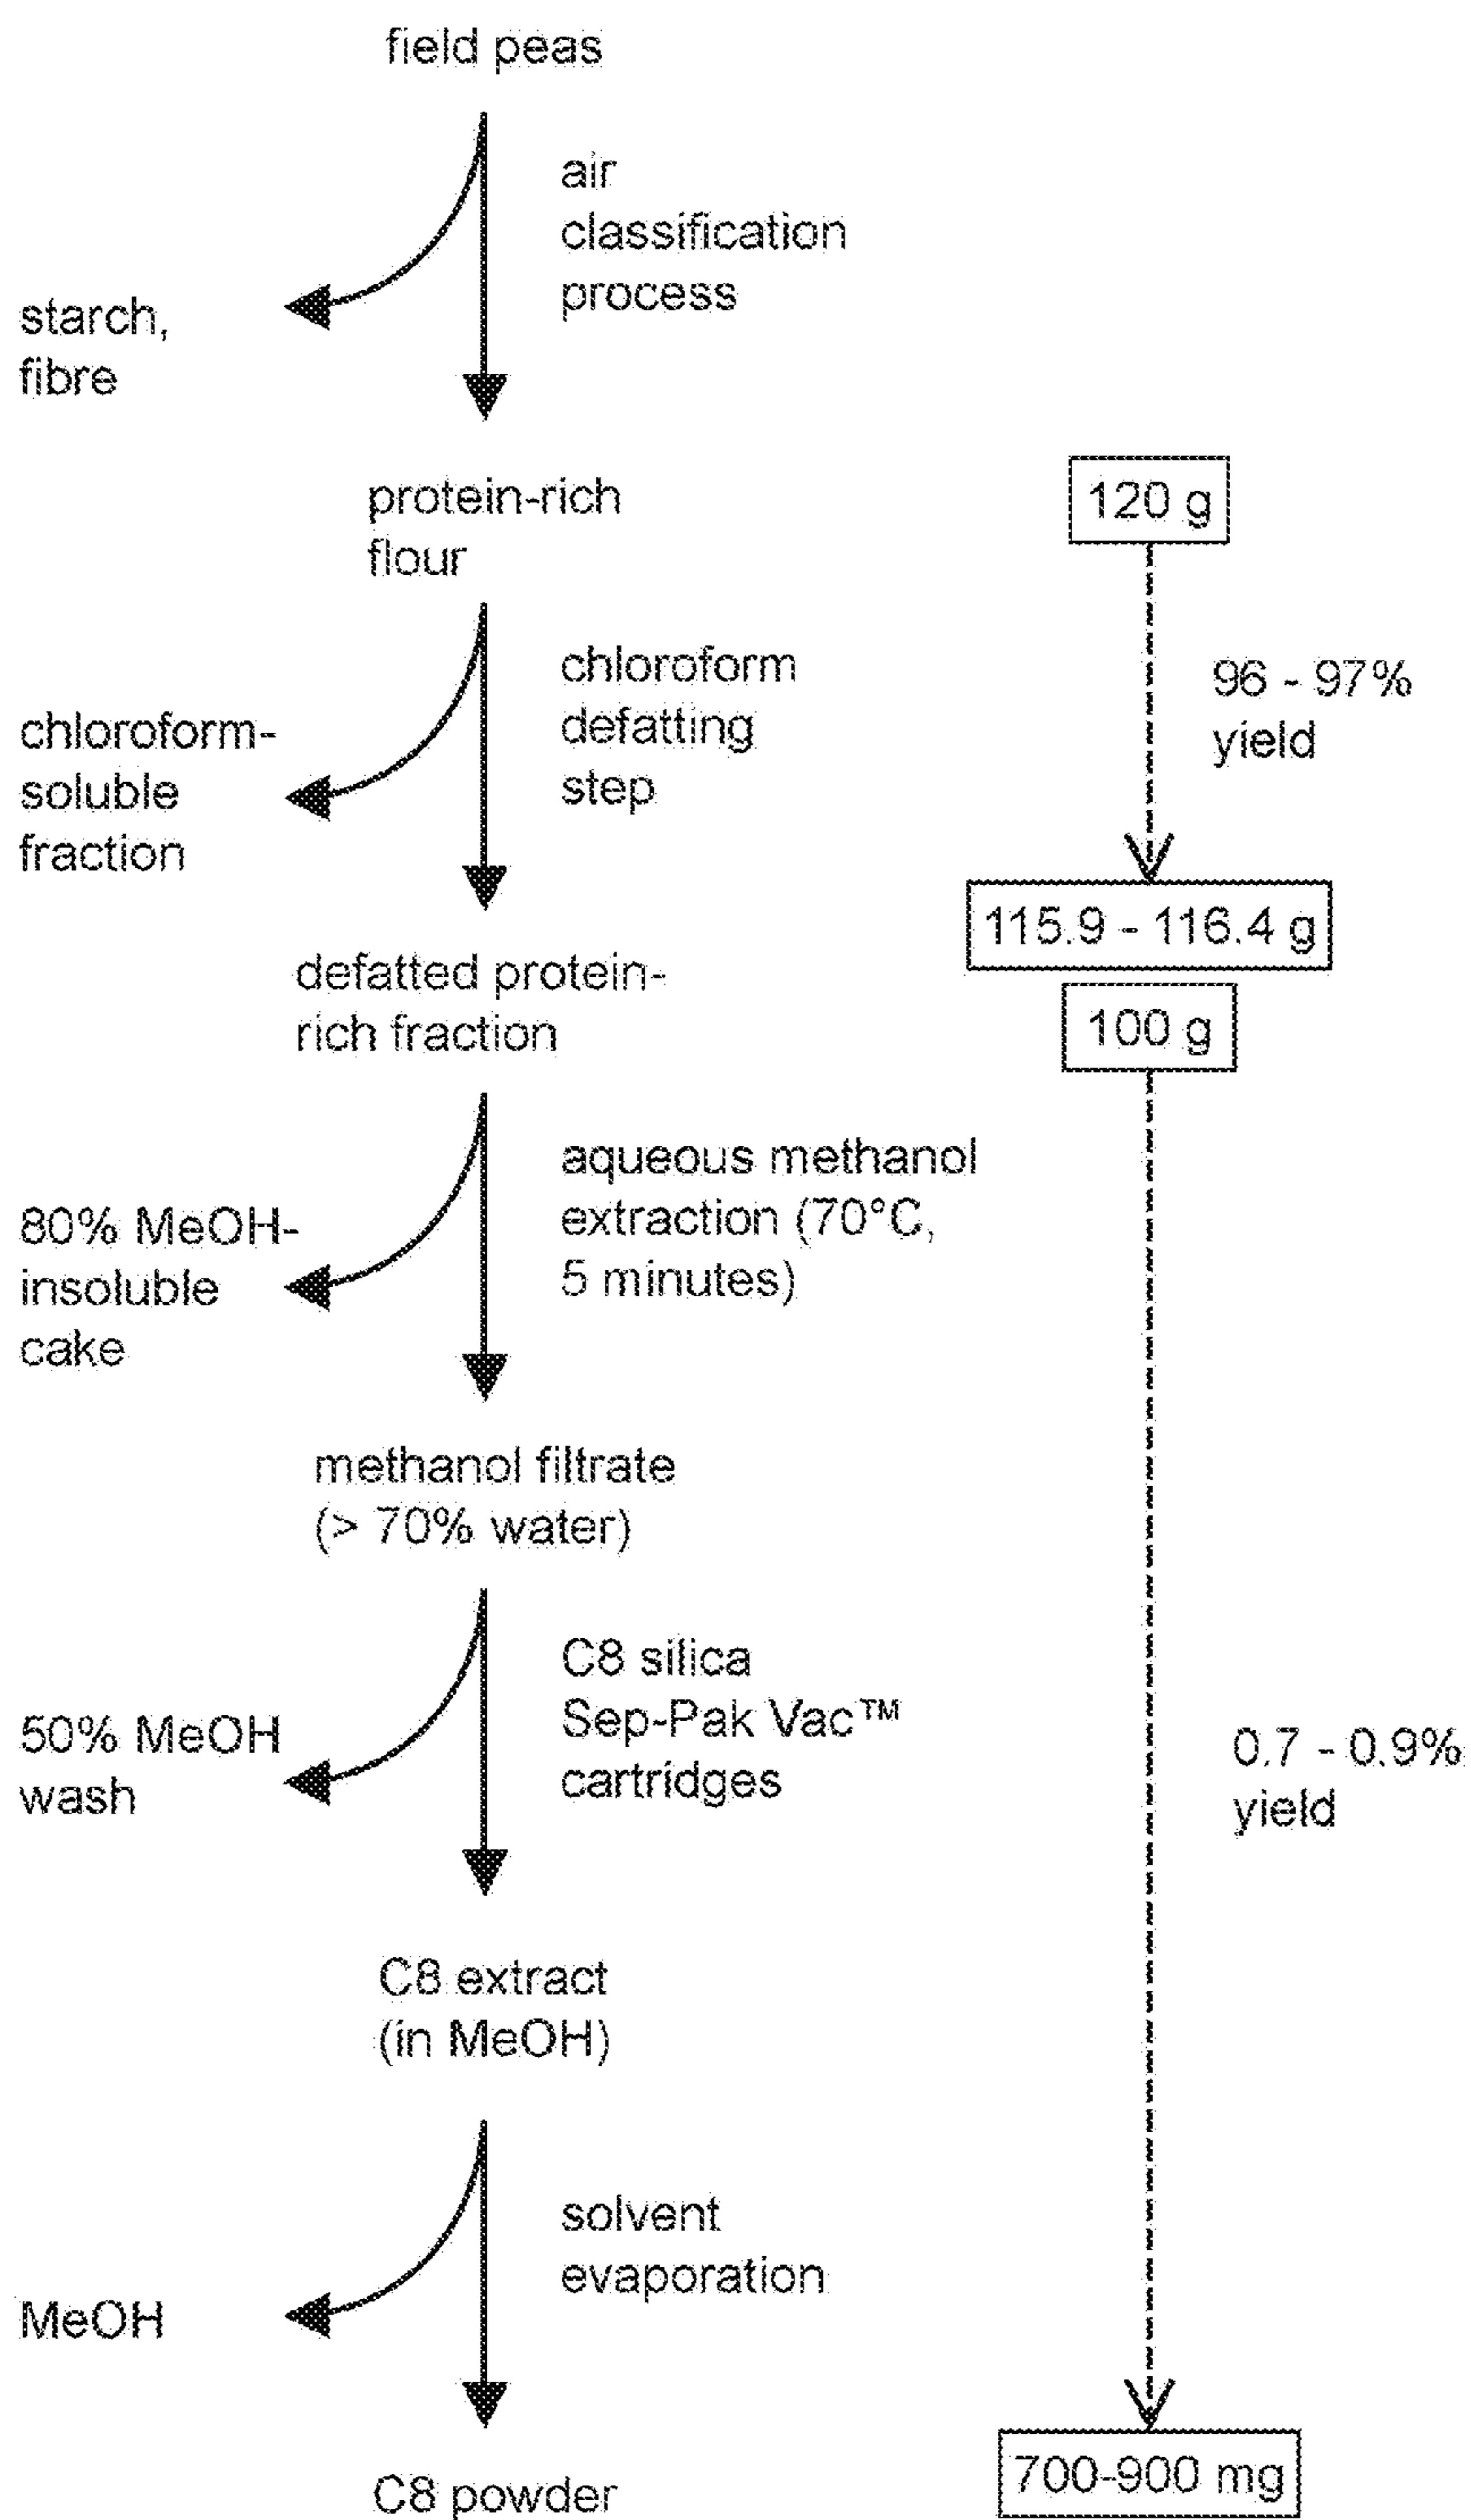 field peas
air
classification
process
starch,
fibre
protein-rich
flour
120 g
chloroform
defatting
step
96 - 97%
yield
chloroform-
soluble
fraction
115.9 - 116.4 g
defatted protein-
rich fraction
100 g
aqueous methanol
extraction (70°C,
5 minutes)
80% MeOH-
insoluble
cake
methanol filtrate
(> 70% water)
C8 silica
Sep-Pak Vac™
cartridges
50% MeOH
wash
0.7 - 0.9%
yield
C8 extract
(in MeOH)
solvent
evaporation
MeOH
C8 powder
700-900 mg